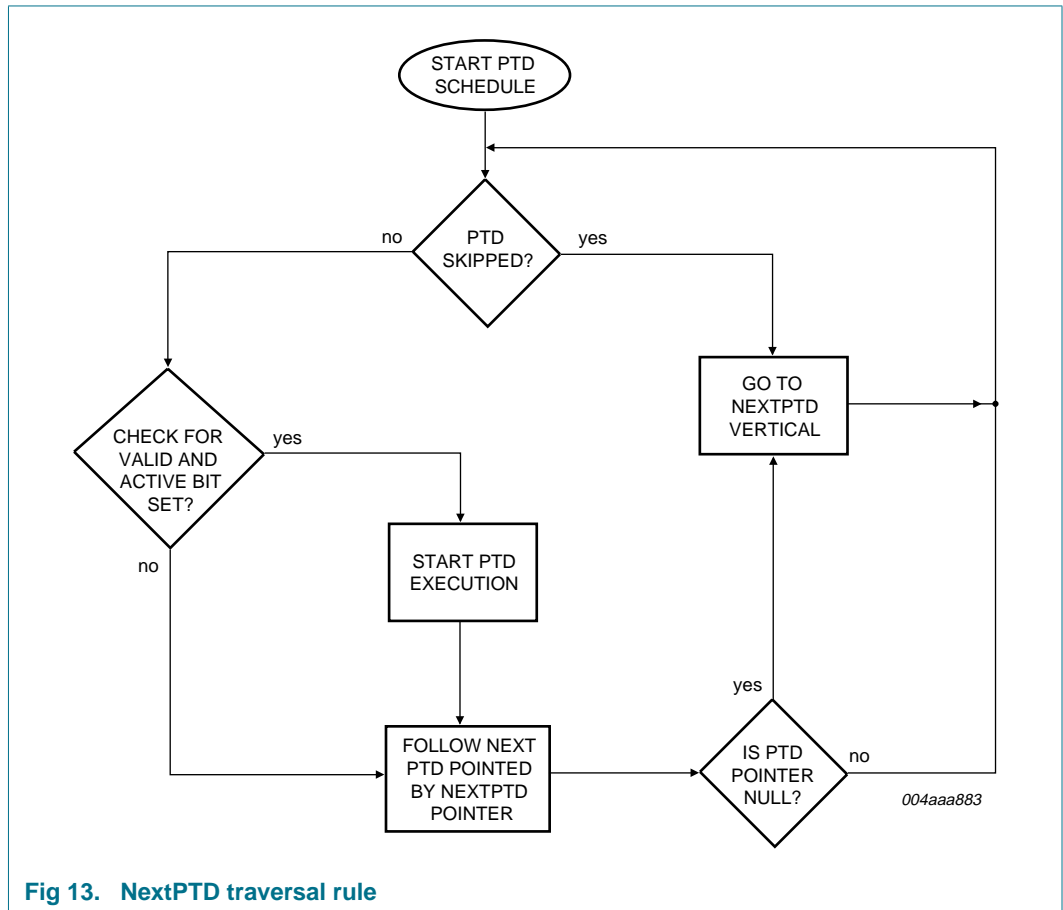 START PTD
SCHEDULE
no
PTD
SKIPPED?
yes
GO TO
NEXTPTD
VERTICAL
CHECK FOR
VALID AND
ACTIVE BIT
SET?
yes
no
START PTD
EXECUTION
FOLLOW NEXT
PTD POINTED
BY NEXTPTD
POINTER
yes
IS PTD
POINTER
NULL?
no
004aaa883
Fig 13. NextPTD traversal rule